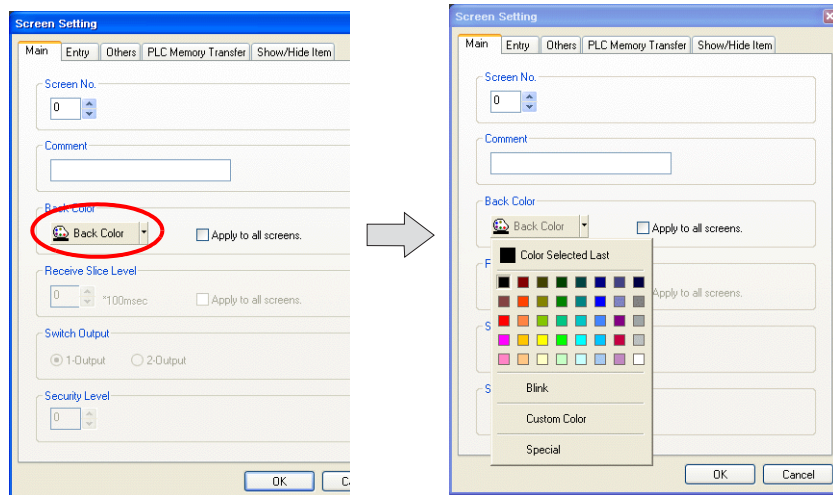 Screen Setting
Main Entry Others PLC Memory Transfer Show/Hide Item
Screen No.
0
Comment
Back Color
Back Color Apply to all screens.
Receive Slice Level
0 *100msec Apply to all screens.
Switch Output
1-Output 2-Output
Security Level
0
OK
Screen Setting
Main Entry Others PLC Memory Transfer Show/Hide Item
Screen No.
0
Comment
Back Color
Back Color Apply to all screens.
Color Selected Last
Apply to all screens.
Blink
Custom Color
Special
OK Cancel